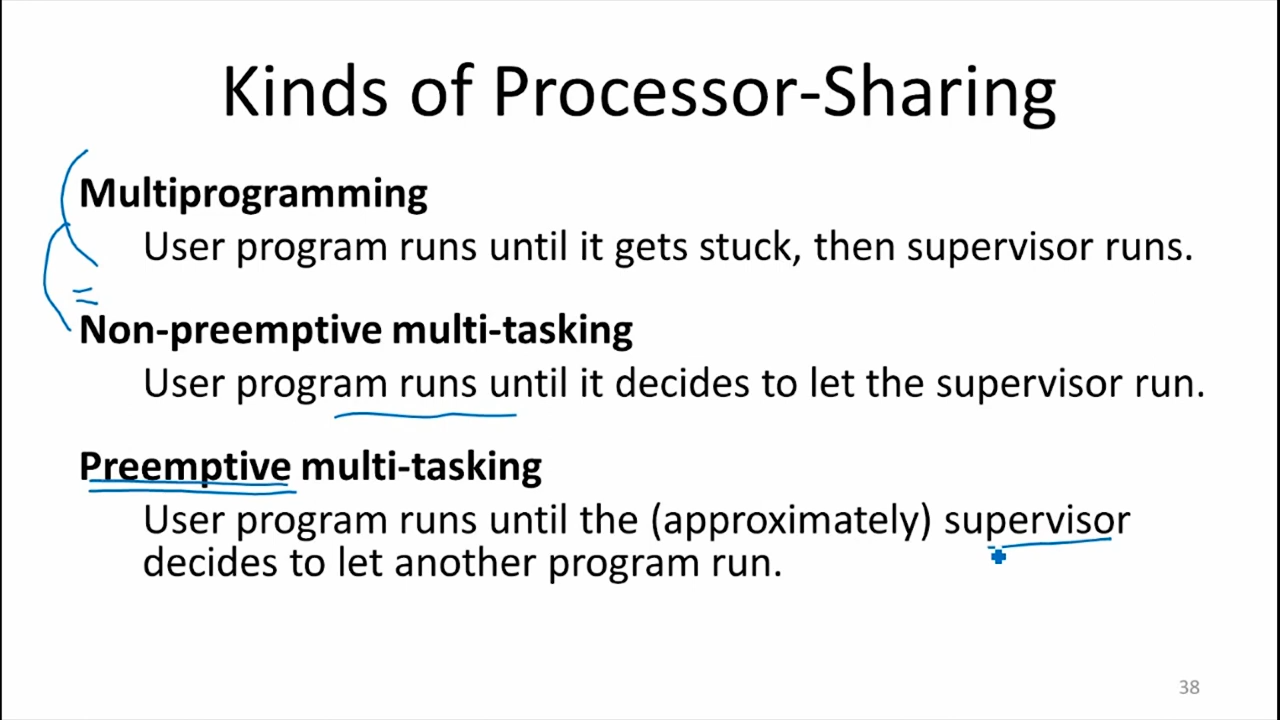 Kinds of Processor-Sharing
Multiprogramming
User program runs until it gets stuck, then supervisor runs.
=
Non-preemptive multi-tasking
User program runs until it decides to let the supervisor run.
Preemptive multi-tasking
User program runs until the (approximately) supervisor
decides to let another program run.
38